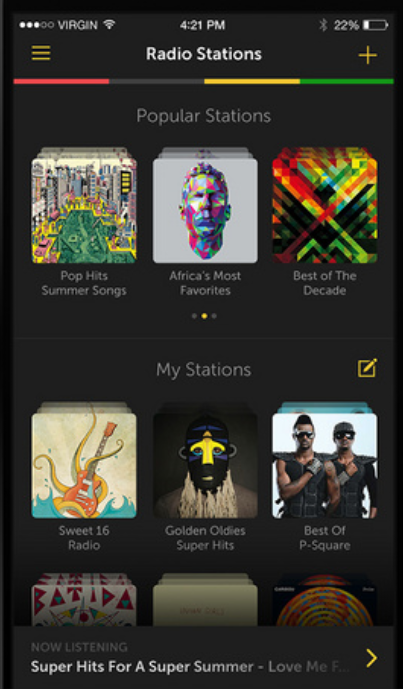 VIRGIN 4:21 PM 22%
Radio Stations
Popular Stations
Pop Hits
Summer Songs
Africa's Most
Favorites
Best of The
Decade
My Stations
Sweet 16
Radio
Golden Oldies
Super Hits
Best Of
P-Square
BATIDA
NOW LISTENING
Super Hits For A Super Summer - Love Me F...